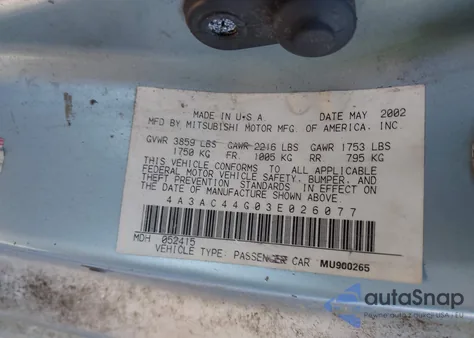 MADE IN U•S•A DATE MAY 2002
MFD BY MITSUBISHI MOTOR MFG. OF AMERICA, INC.
GVWR 3859 LBS GAWR 2216 LBS GAWR 1753 LBS
1750 KG FR. 1005 KG RR 795 KG
THIS VEHICLE CONFORMS TO ALL APPLICABLE
FEDERAL MOTOR VEHICLE SAFETY, BUMPER, AND
THEFT PREVENTION STANDARDS IN EFFECT ON
THE DATE OF MANUFACTURE SHOWN ABOVE.
4A3AC44G03E026077
MDH 052415
VEHICLE TYPE: PASSENGER CAR MU900265
autoSnap